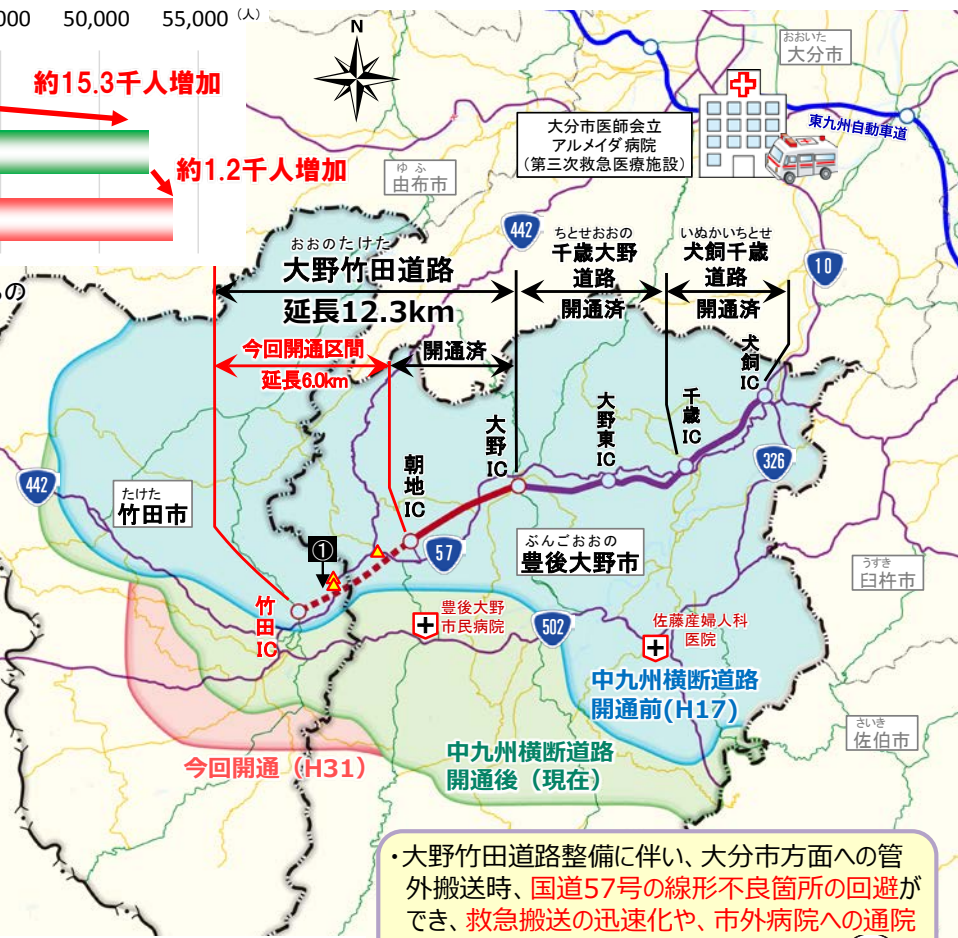 000 50,000 55,000 (人)
約15.3千人増加
約1.2千人増加
の
N
おおいた
大分市
東九州自動車道
大分市医師会立
アルメイダ病院
(第三次救急医療施設)
ゆふ
由布市
442
10
おおのたけた
大野竹田道路
延長12.3km
ちとせおおの
千歳大野
道路
開通済
いぬかいちとせ
犬飼千歳
道路
開通済
今回開通区間
延長6.0km
開通済
犬飼IC
千歳IC
大野東IC
大野IC
朝地IC
竹田IC
442
326
57
502
たけた
竹田市
①
ぶんごおおの
豊後大野市
うすき
臼杵市
豊後大野
市民病院
佐藤産婦人科
医院
中九州横断道路
開通前(H17)
さいき
佐伯市
中九州横断道路
開通後(現在)
今回開通(H31)
・大野竹田道路整備に伴い、大分市方面への管
外搬送時、国道57号の線形不良箇所の回避が
でき、救急搬送の迅速化や、市外病院への通院